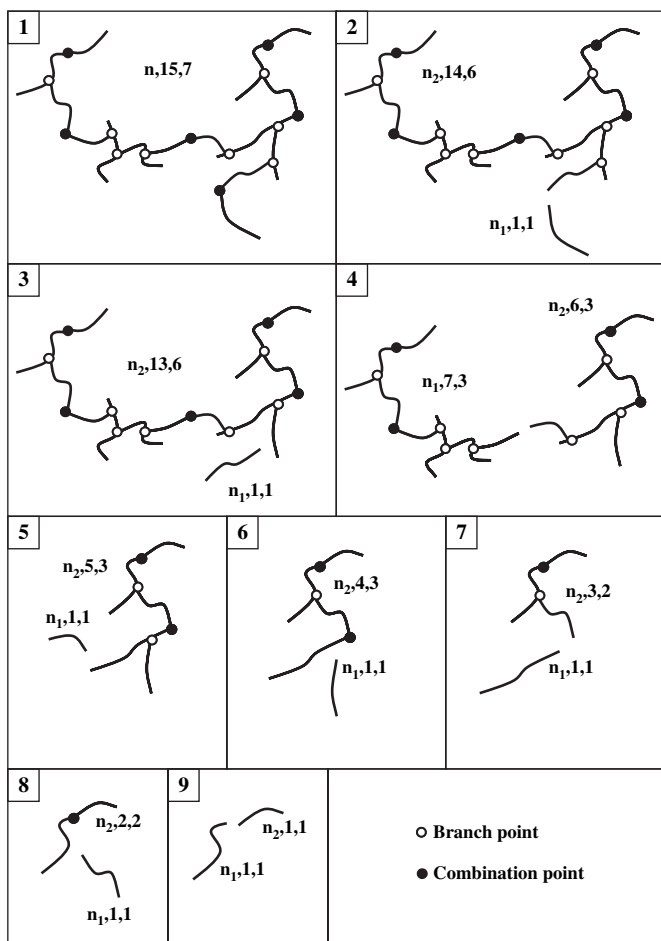 1
n,15,7
2
n₂,14,6
n₁,1,1
3
n₂,13,6
n₁,1,1
4
n₂,6,3
n₁,7,3
5
n₂,5,3
n₁,1,1
6
n₂,4,3
n₁,1,1
7
n₂,3,2
n₁,1,1
8
n₂,2,2
n₁,1,1
9
n₂,1,1
n₁,1,1
Branch point
Combination point